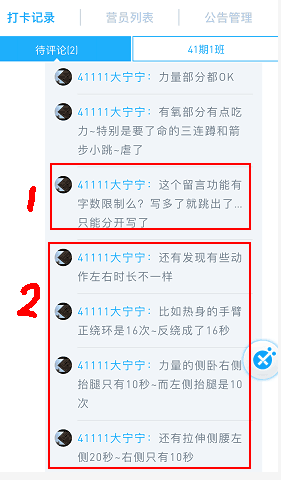 打卡记录 营员列表 公告管理
待评论(2) 41期1班
41111大宁宁：力量部分都OK
41111大宁宁：有氧部分有点吃
力~特别是要了命的三连蹲和箭
步小跳~虐了
1
41111大宁宁：这个留言功能有
字数限制么？写多了就跳出了...
只能分开写了
2
41111大宁宁：还有发现有些动
作左右时长不一样
41111大宁宁：比如热身的手臂
正绕环是16次~反绕成了16秒
41111大宁宁：力量的侧卧右侧
抬腿只有10秒~而左侧抬腿是10
次
41111大宁宁：还有拉伸侧腰左
侧20秒~右侧只有10秒